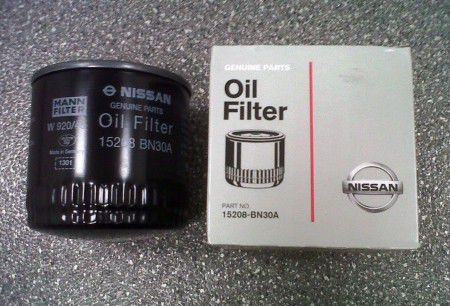 MANN
FILTER
W 920/
Made in
1301
NISSAN
GENUINE PARTS
Oil Filter
15208 BN30A
GENUINE PARTS
Oil
Filter
PART NO.
15208-BN30A
NISSAN